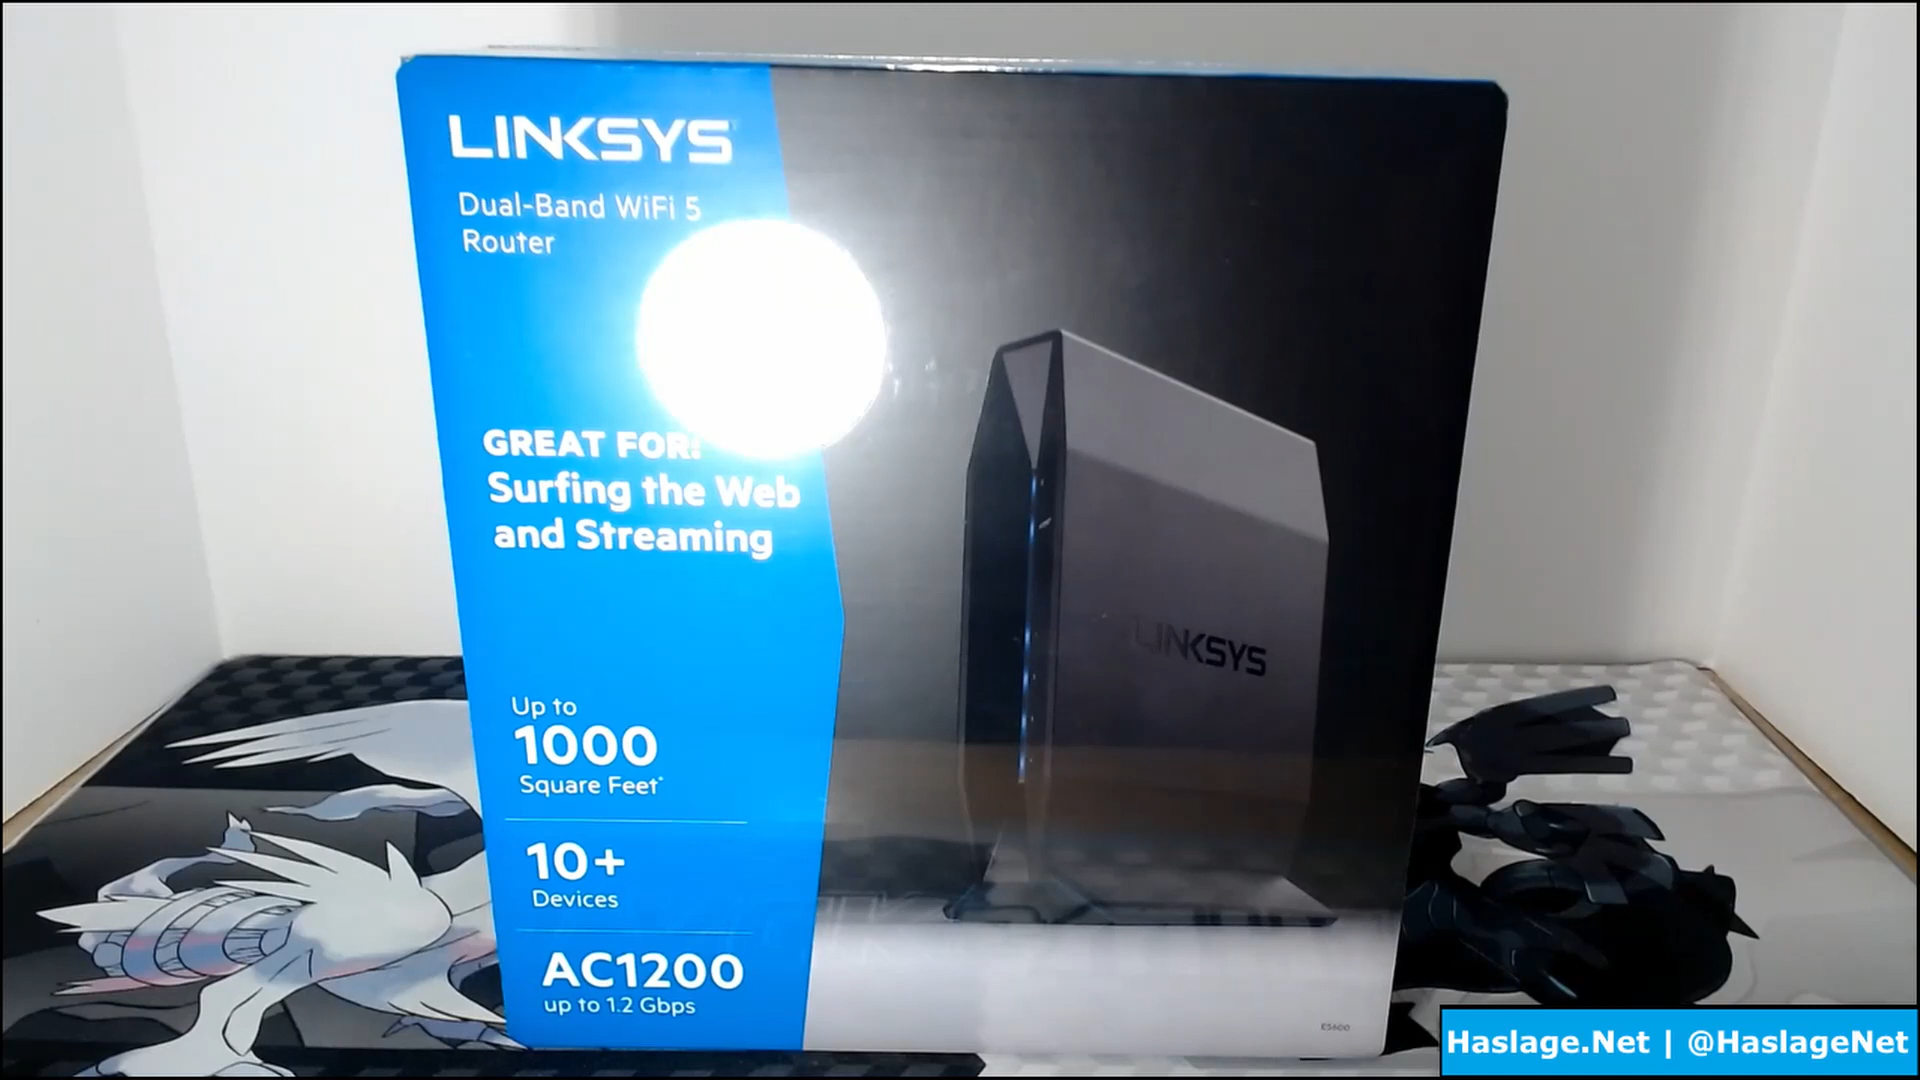 LINKSYS
Dual-Band WiFi 5
Router
GREAT FOR:
Surfing the Web
and Streaming
Up to
1000
Square Feet*
10+
Devices
AC1200
up to 1.2 Gbps
LINKSYS
E5600
Haslage.Net | @HaslageNet